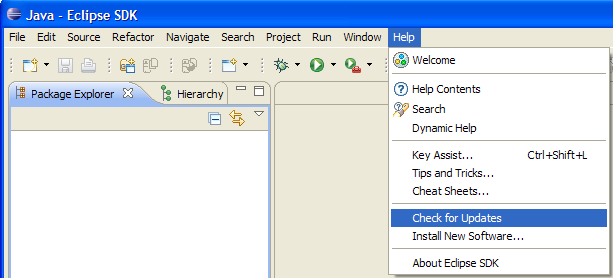 Java - Eclipse SDK
File Edit Source Refactor Navigate Search Project Run Window Help
Package Explorer Hierarchy
Welcome
Help Contents
Search
Dynamic Help
Key Assist... Ctrl+Shift+L
Tips and Tricks...
Cheat Sheets...
Check for Updates
Install New Software...
About Eclipse SDK